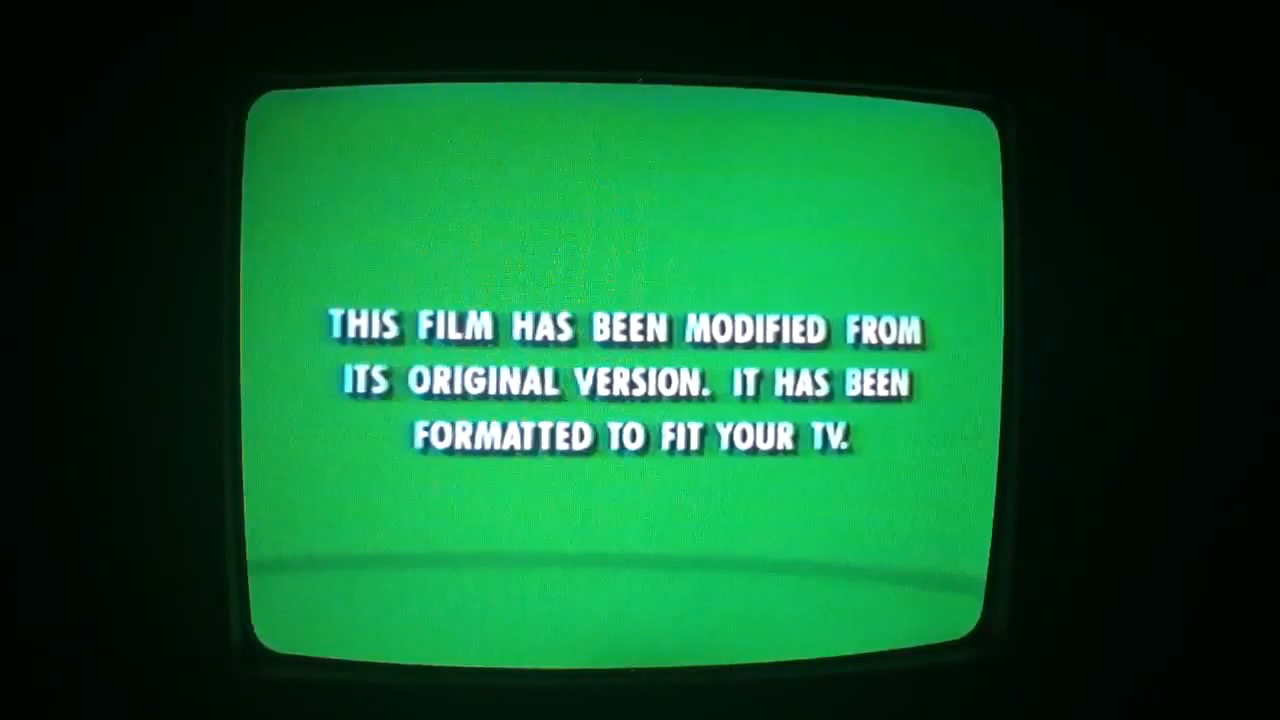 THIS FILM HAS BEEN MODIFIED FROM
ITS ORIGINAL VERSION. IT HAS BEEN
FORMATTED TO FIT YOUR TV.